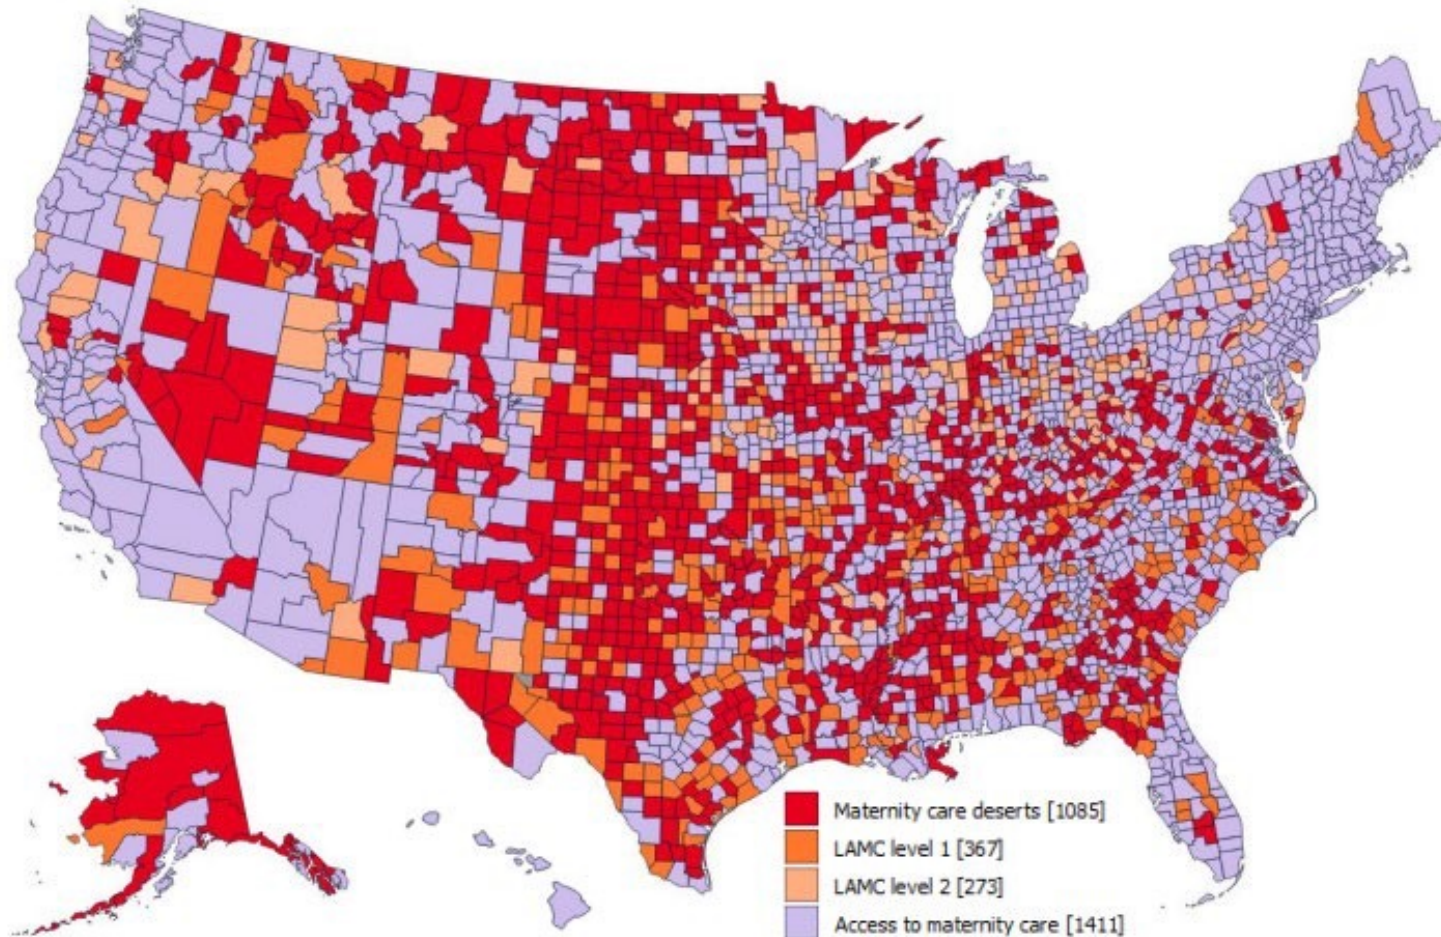 Maternity care deserts [1085]
LAMC level 1 [367]
LAMC level 2 [273]
Access to maternity care [1411]